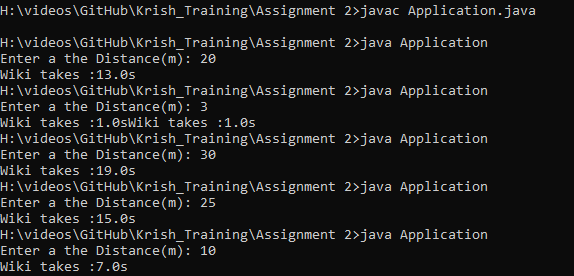 H:\videos\GitHub\Krish_Training\Assignment 2>javac Application.java
H:\videos\GitHub\Krish_Training\Assignment 2>java Application
Enter a the Distance(m): 20
Wiki takes :13.0s
H:\videos\GitHub\Krish_Training\Assignment 2>java Application
Enter a the Distance(m): 3
Wiki takes :1.0sWiki takes :1.0s
H:\videos\GitHub\Krish_Training\Assignment 2>java Application
Enter a the Distance(m): 30
Wiki takes :19.0s
H:\videos\GitHub\Krish_Training\Assignment 2>java Application
Enter a the Distance(m): 25
Wiki takes :15.0s
H:\videos\GitHub\Krish_Training\Assignment 2>java Application
Enter a the Distance(m): 10
Wiki takes :7.0s